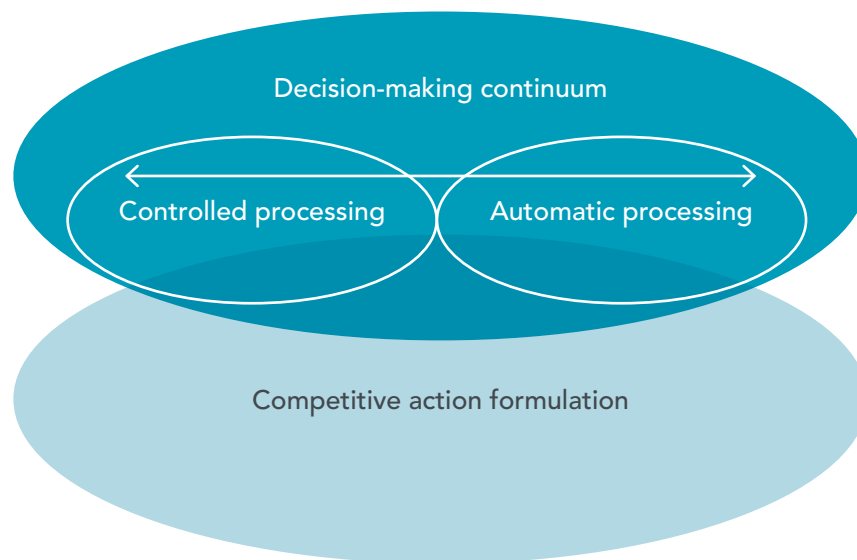 Decision-making continuum
Controlled processing
Automatic processing
Competitive action formulation